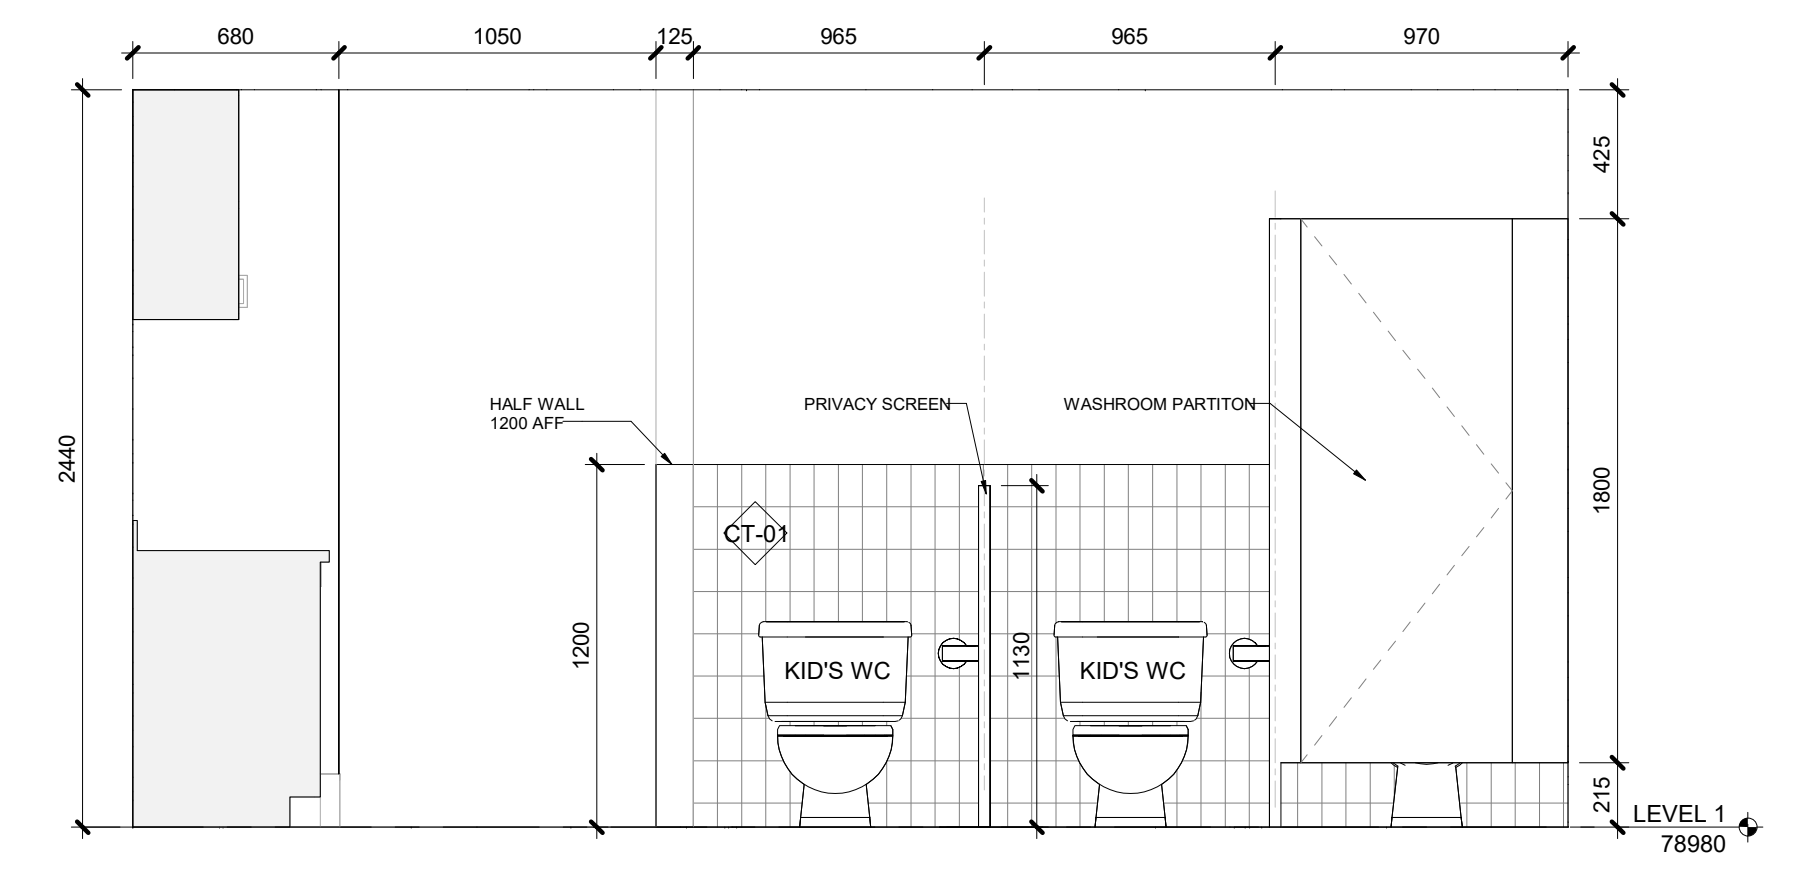 680
1050
125
965
965
970
425
HALF WALL
1200 AFF
PRIVACY SCREEN
WASHROOM PARTITON
2440
1800
CT-01
1200
1130
KID'S WC
KID'S WC
215
LEVEL 1
78980